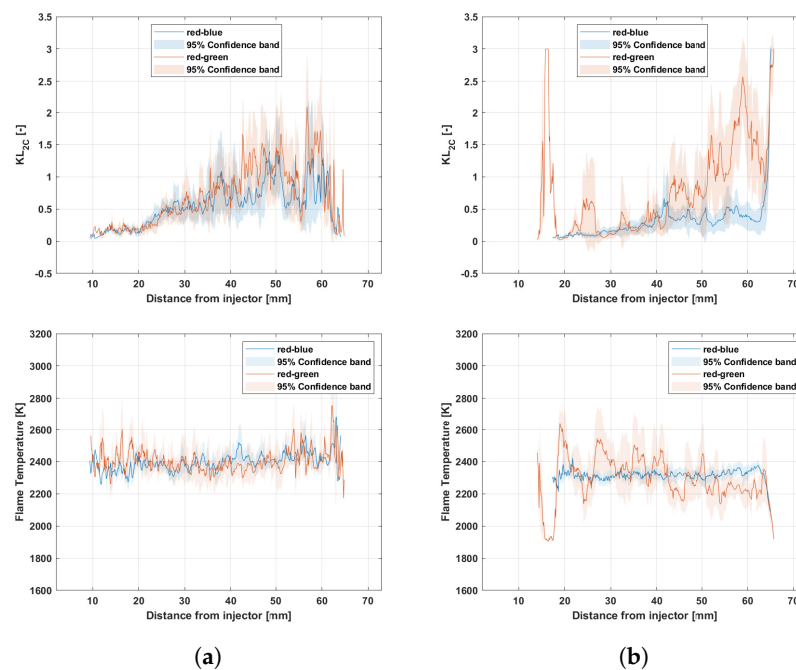 3.5
3
2.5
2
1.5
1
0.5
0
-0.5
KL2C [-]
red-blue
95% Confidence band
red-green
95% Confidence band
10 20 30 40 50 60 70
Distance from injector [mm]
3.5
3
2.5
2
1.5
1
0.5
0
-0.5
KL2C [-]
red-blue
95% Confidence band
red-green
95% Confidence band
10 20 30 40 50 60 70
Distance from injector [mm]
3200
3000
2800
2600
2400
2200
2000
1800
1600
Flame Temperature [K]
red-blue
95% Confidence band
red-green
95% Confidence band
10 20 30 40 50 60 70
Distance from injector [mm]
3200
3000
2800
2600
2400
2200
2000
1800
1600
Flame Temperature [K]
red-blue
95% Confidence band
red-green
95% Confidence band
10 20 30 40 50 60 70
Distance from injector [mm]
(a)
(b)